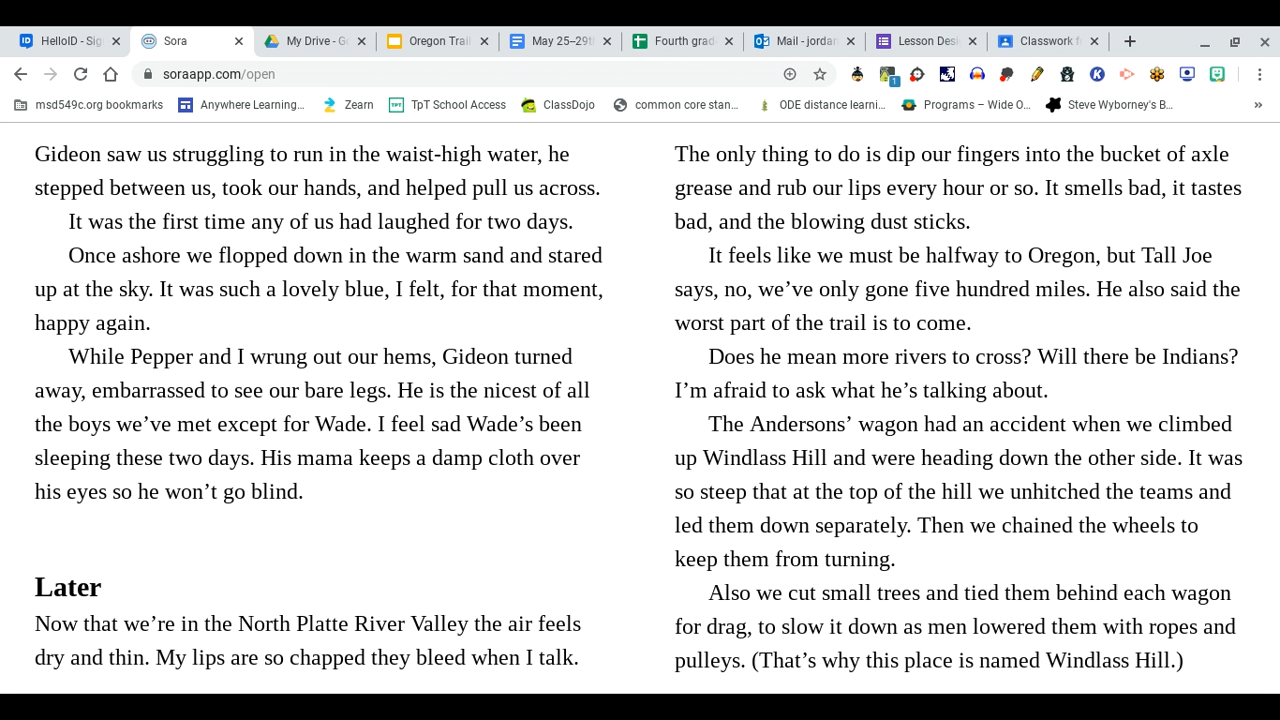 HelloID - Sig
Sora
My Drive - Go
Oregon Trail
May 25–29t
Fourth grad
Mail - jordan
Lesson Desi
Classwork f
soraapp.com/open
msd549c.org bookmarks
Anywhere Learning...
Zearn
TpT School Access
ClassDojo
common core stan...
ODE distance learni...
Programs – Wide O...
Steve Wyborney's B...
Gideon saw us struggling to run in the waist-high water, he
stepped between us, took our hands, and helped pull us across.
It was the first time any of us had laughed for two days.
Once ashore we flopped down in the warm sand and stared
up at the sky. It was such a lovely blue, I felt, for that moment,
happy again.
While Pepper and I wrung out our hems, Gideon turned
away, embarrassed to see our bare legs. He is the nicest of all
the boys we’ve met except for Wade. I feel sad Wade’s been
sleeping these two days. His mama keeps a damp cloth over
his eyes so he won’t go blind.
Later
Now that we’re in the North Platte River Valley the air feels
dry and thin. My lips are so chapped they bleed when I talk.
The only thing to do is dip our fingers into the bucket of axle
grease and rub our lips every hour or so. It smells bad, it tastes
bad, and the blowing dust sticks.
It feels like we must be halfway to Oregon, but Tall Joe
says, no, we’ve only gone five hundred miles. He also said the
worst part of the trail is to come.
Does he mean more rivers to cross? Will there be Indians?
I’m afraid to ask what he’s talking about.
The Andersons’ wagon had an accident when we climbed
up Windlass Hill and were heading down the other side. It was
so steep that at the top of the hill we unhitched the teams and
led them down separately. Then we chained the wheels to
keep them from turning.
Also we cut small trees and tied them behind each wagon
for drag, to slow it down as men lowered them with ropes and
pulleys. (That’s why this place is named Windlass Hill.)